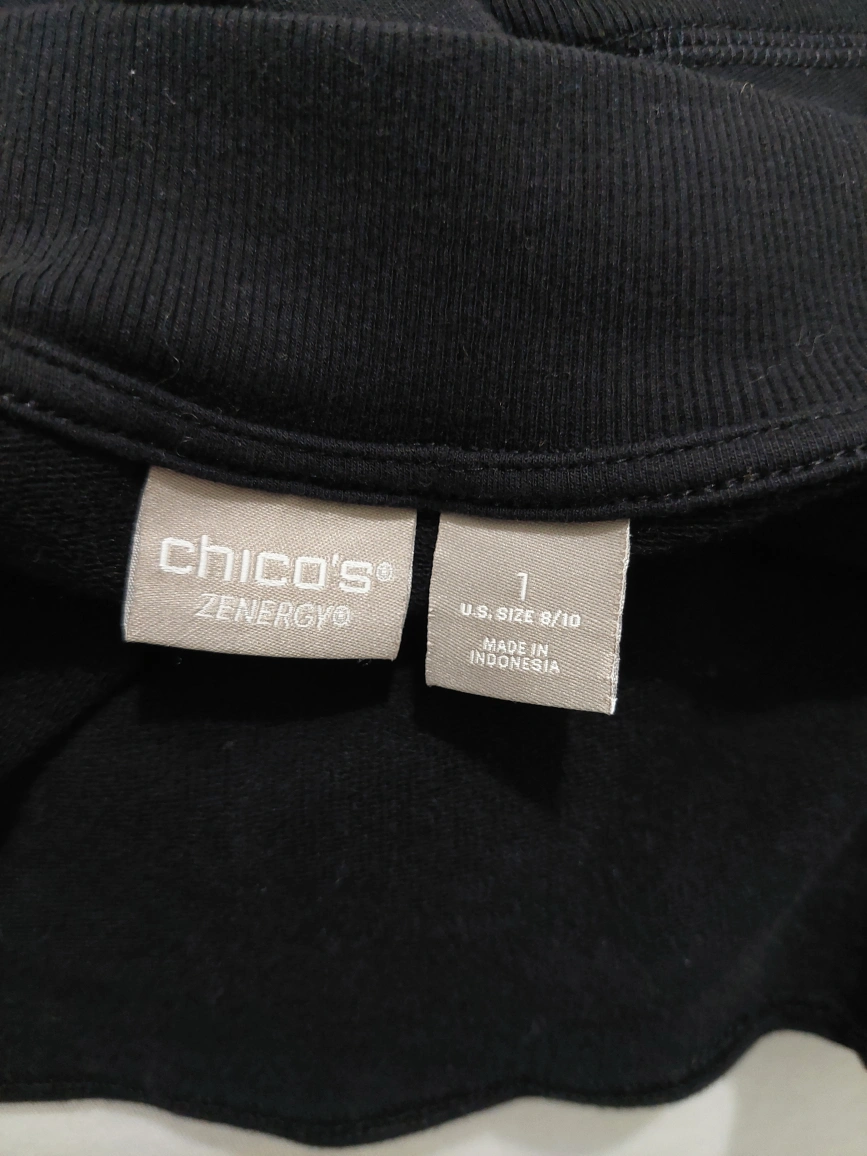 chico's®
ZENERGY®
1
U.S. SIZE 8/10
MADE IN
INDONESIA